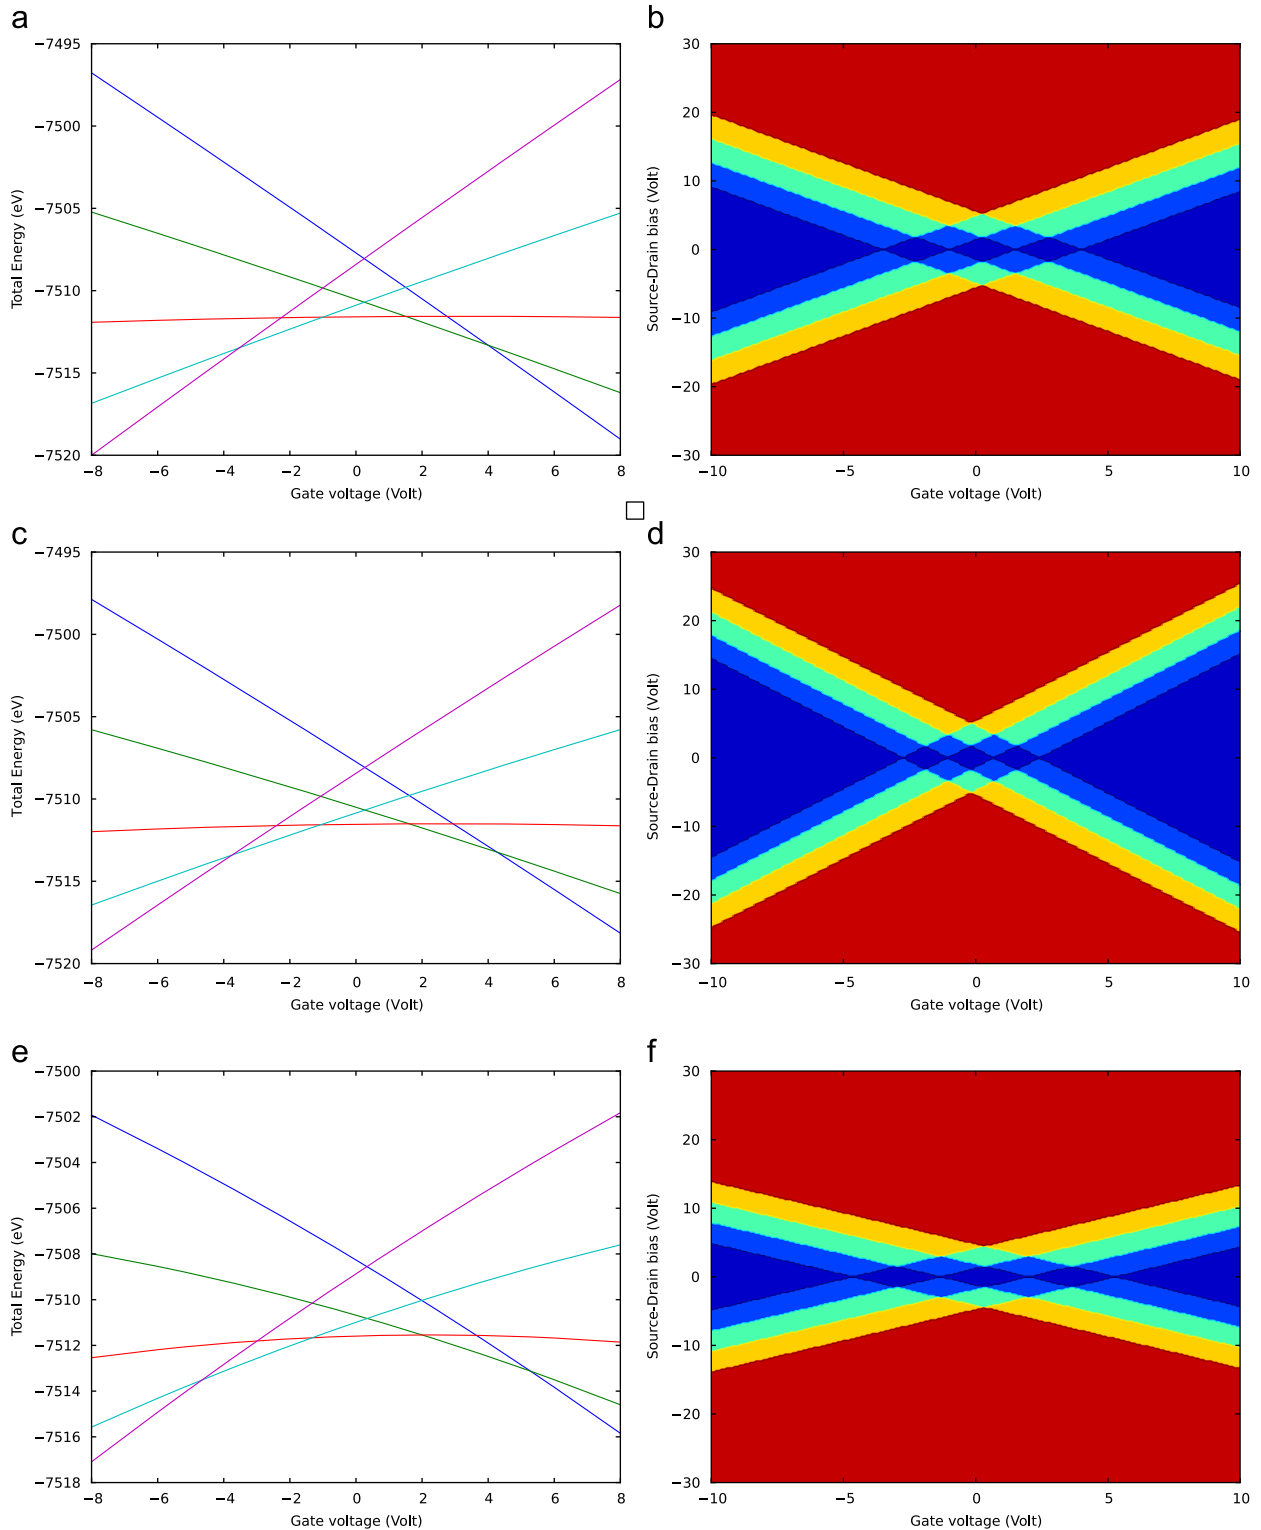 a
−7495
−7500
−7505
−7510
−7515
−7520
Total Energy (eV)
−8 −6 −4 −2 0 2 4 6 8
Gate voltage (Volt)
b
30
20
10
0
−10
−20
−30
Source-Drain bias (Volt)
−10 −5 0 5 10
Gate voltage (Volt)
c
−7495
−7500
−7505
−7510
−7515
−7520
Total Energy (eV)
−8 −6 −4 −2 0 2 4 6 8
Gate voltage (Volt)
d
30
20
10
0
−10
−20
−30
Source-Drain bias (Volt)
−10 −5 0 5 10
Gate voltage (Volt)
e
−7500
−7502
−7504
−7506
−7508
−7510
−7512
−7514
−7516
−7518
Total Energy (eV)
−8 −6 −4 −2 0 2 4 6 8
Gate voltage (Volt)
f
30
20
10
0
−10
−20
−30
Source-Drain bias (Volt)
−10 −5 0 5 10
Gate voltage (Volt)